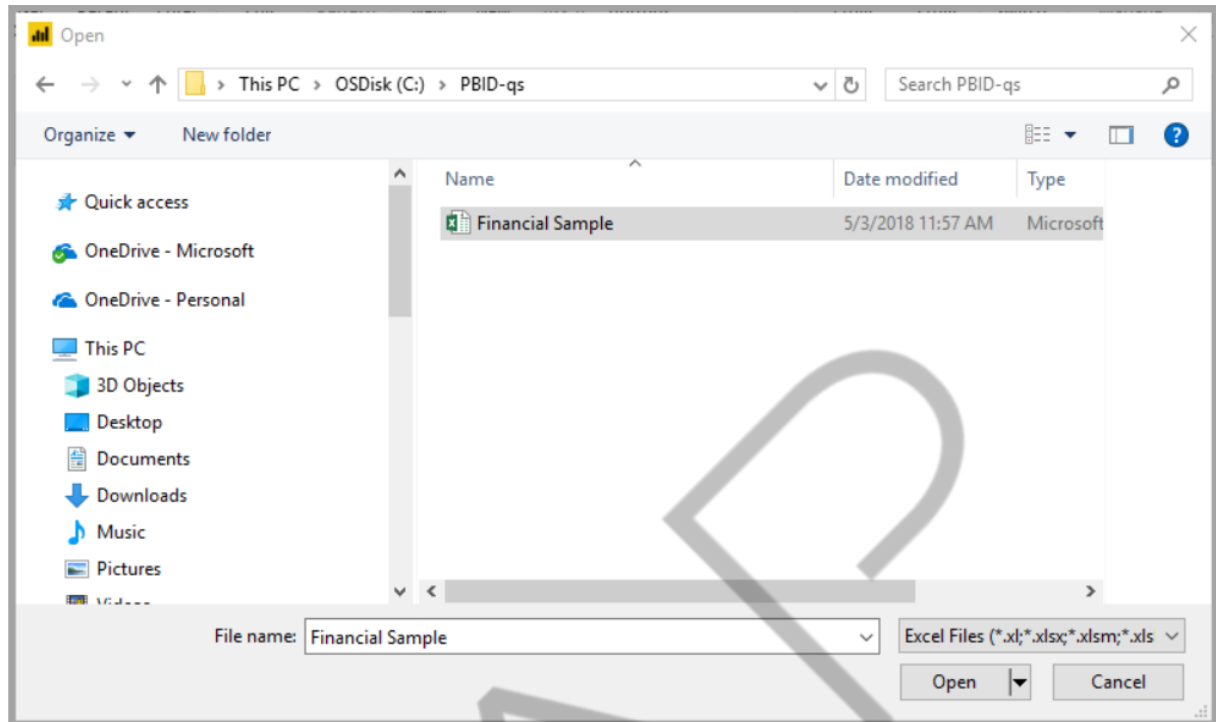 Open
This PC > OSDisk (C:) > PBID-qs
Search PBID-qs
Organize
New folder
Name
Date modified
Type
Quick access
Financial Sample
5/3/2018 11:57 AM
Microsoft
OneDrive - Microsoft
OneDrive - Personal
This PC
3D Objects
Desktop
Documents
Downloads
Music
Pictures
Videos
File name:
Financial Sample
Excel Files (*.xl;*.xlsx;*.xlsm;*.xls
Open
Cancel